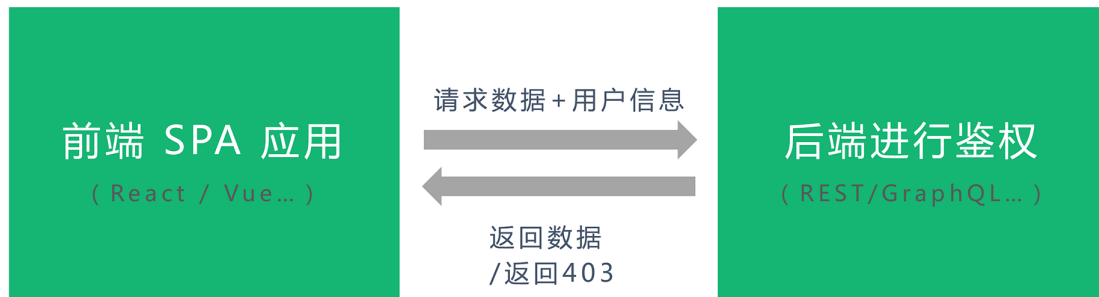 前端 SPA 应用
（React / Vue…）
请求数据+用户信息
返回数据
/返回403
后端进行鉴权
（REST/GraphQL…）